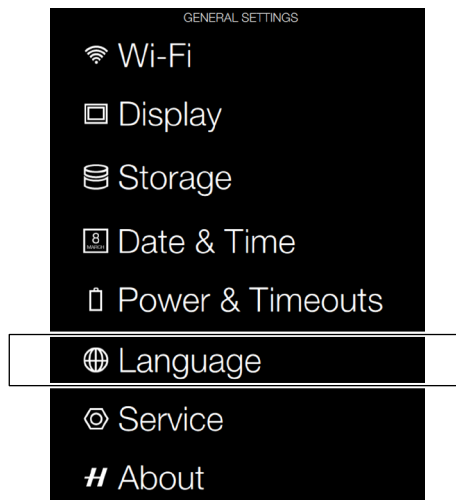 GENERAL SETTINGS
Wi-Fi
Display
Storage
8
MARCH
Date & Time
Power & Timeouts
Language
Service
H About